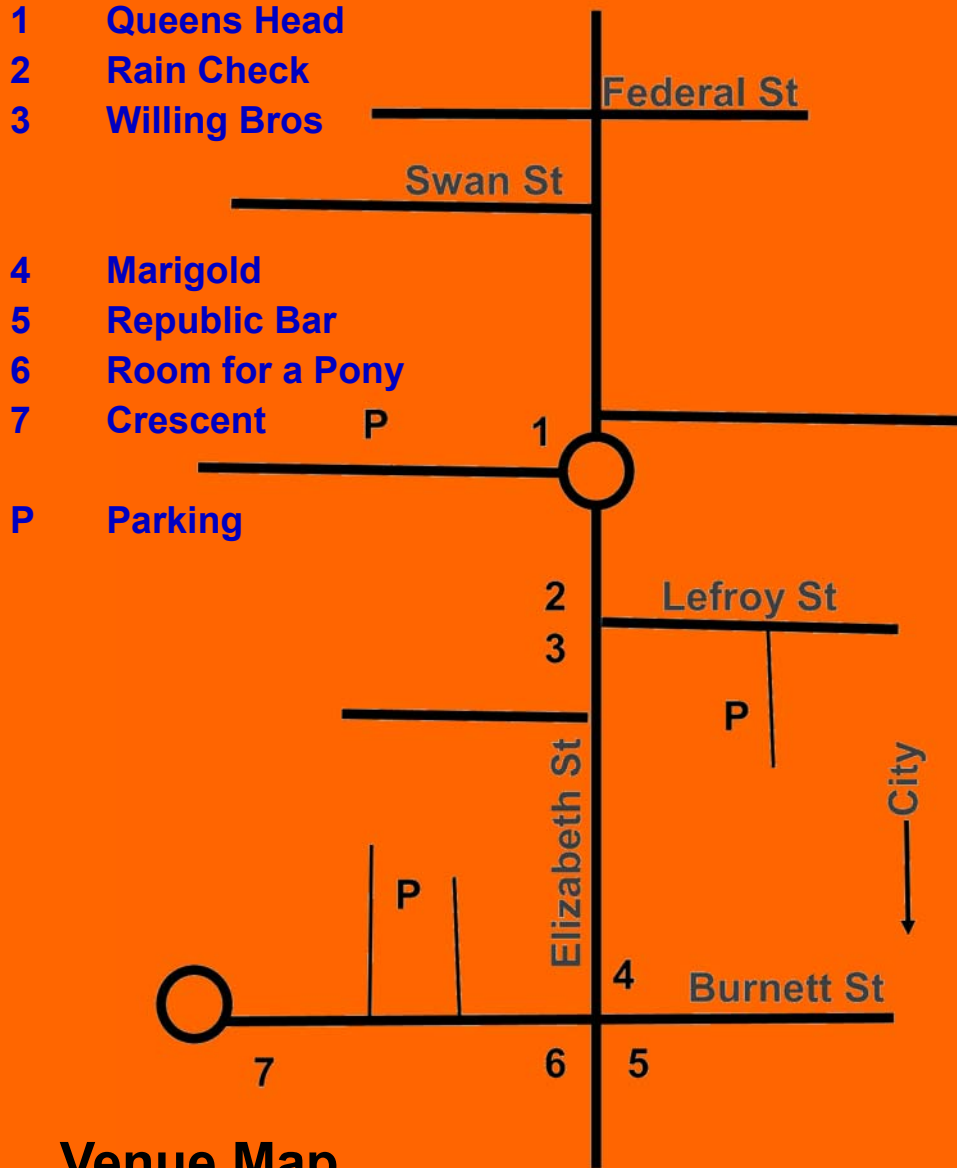 1 Queens Head
2 Rain Check
3 Willing Bros
4 Marigold
5 Republic Bar
6 Room for a Pony
7 Crescent
P Parking
Federal St
Swan St
P
1
2
Lefroy St
3
P
Elizabeth St
City
P
4
Burnett St
7
6
5
Venue Map